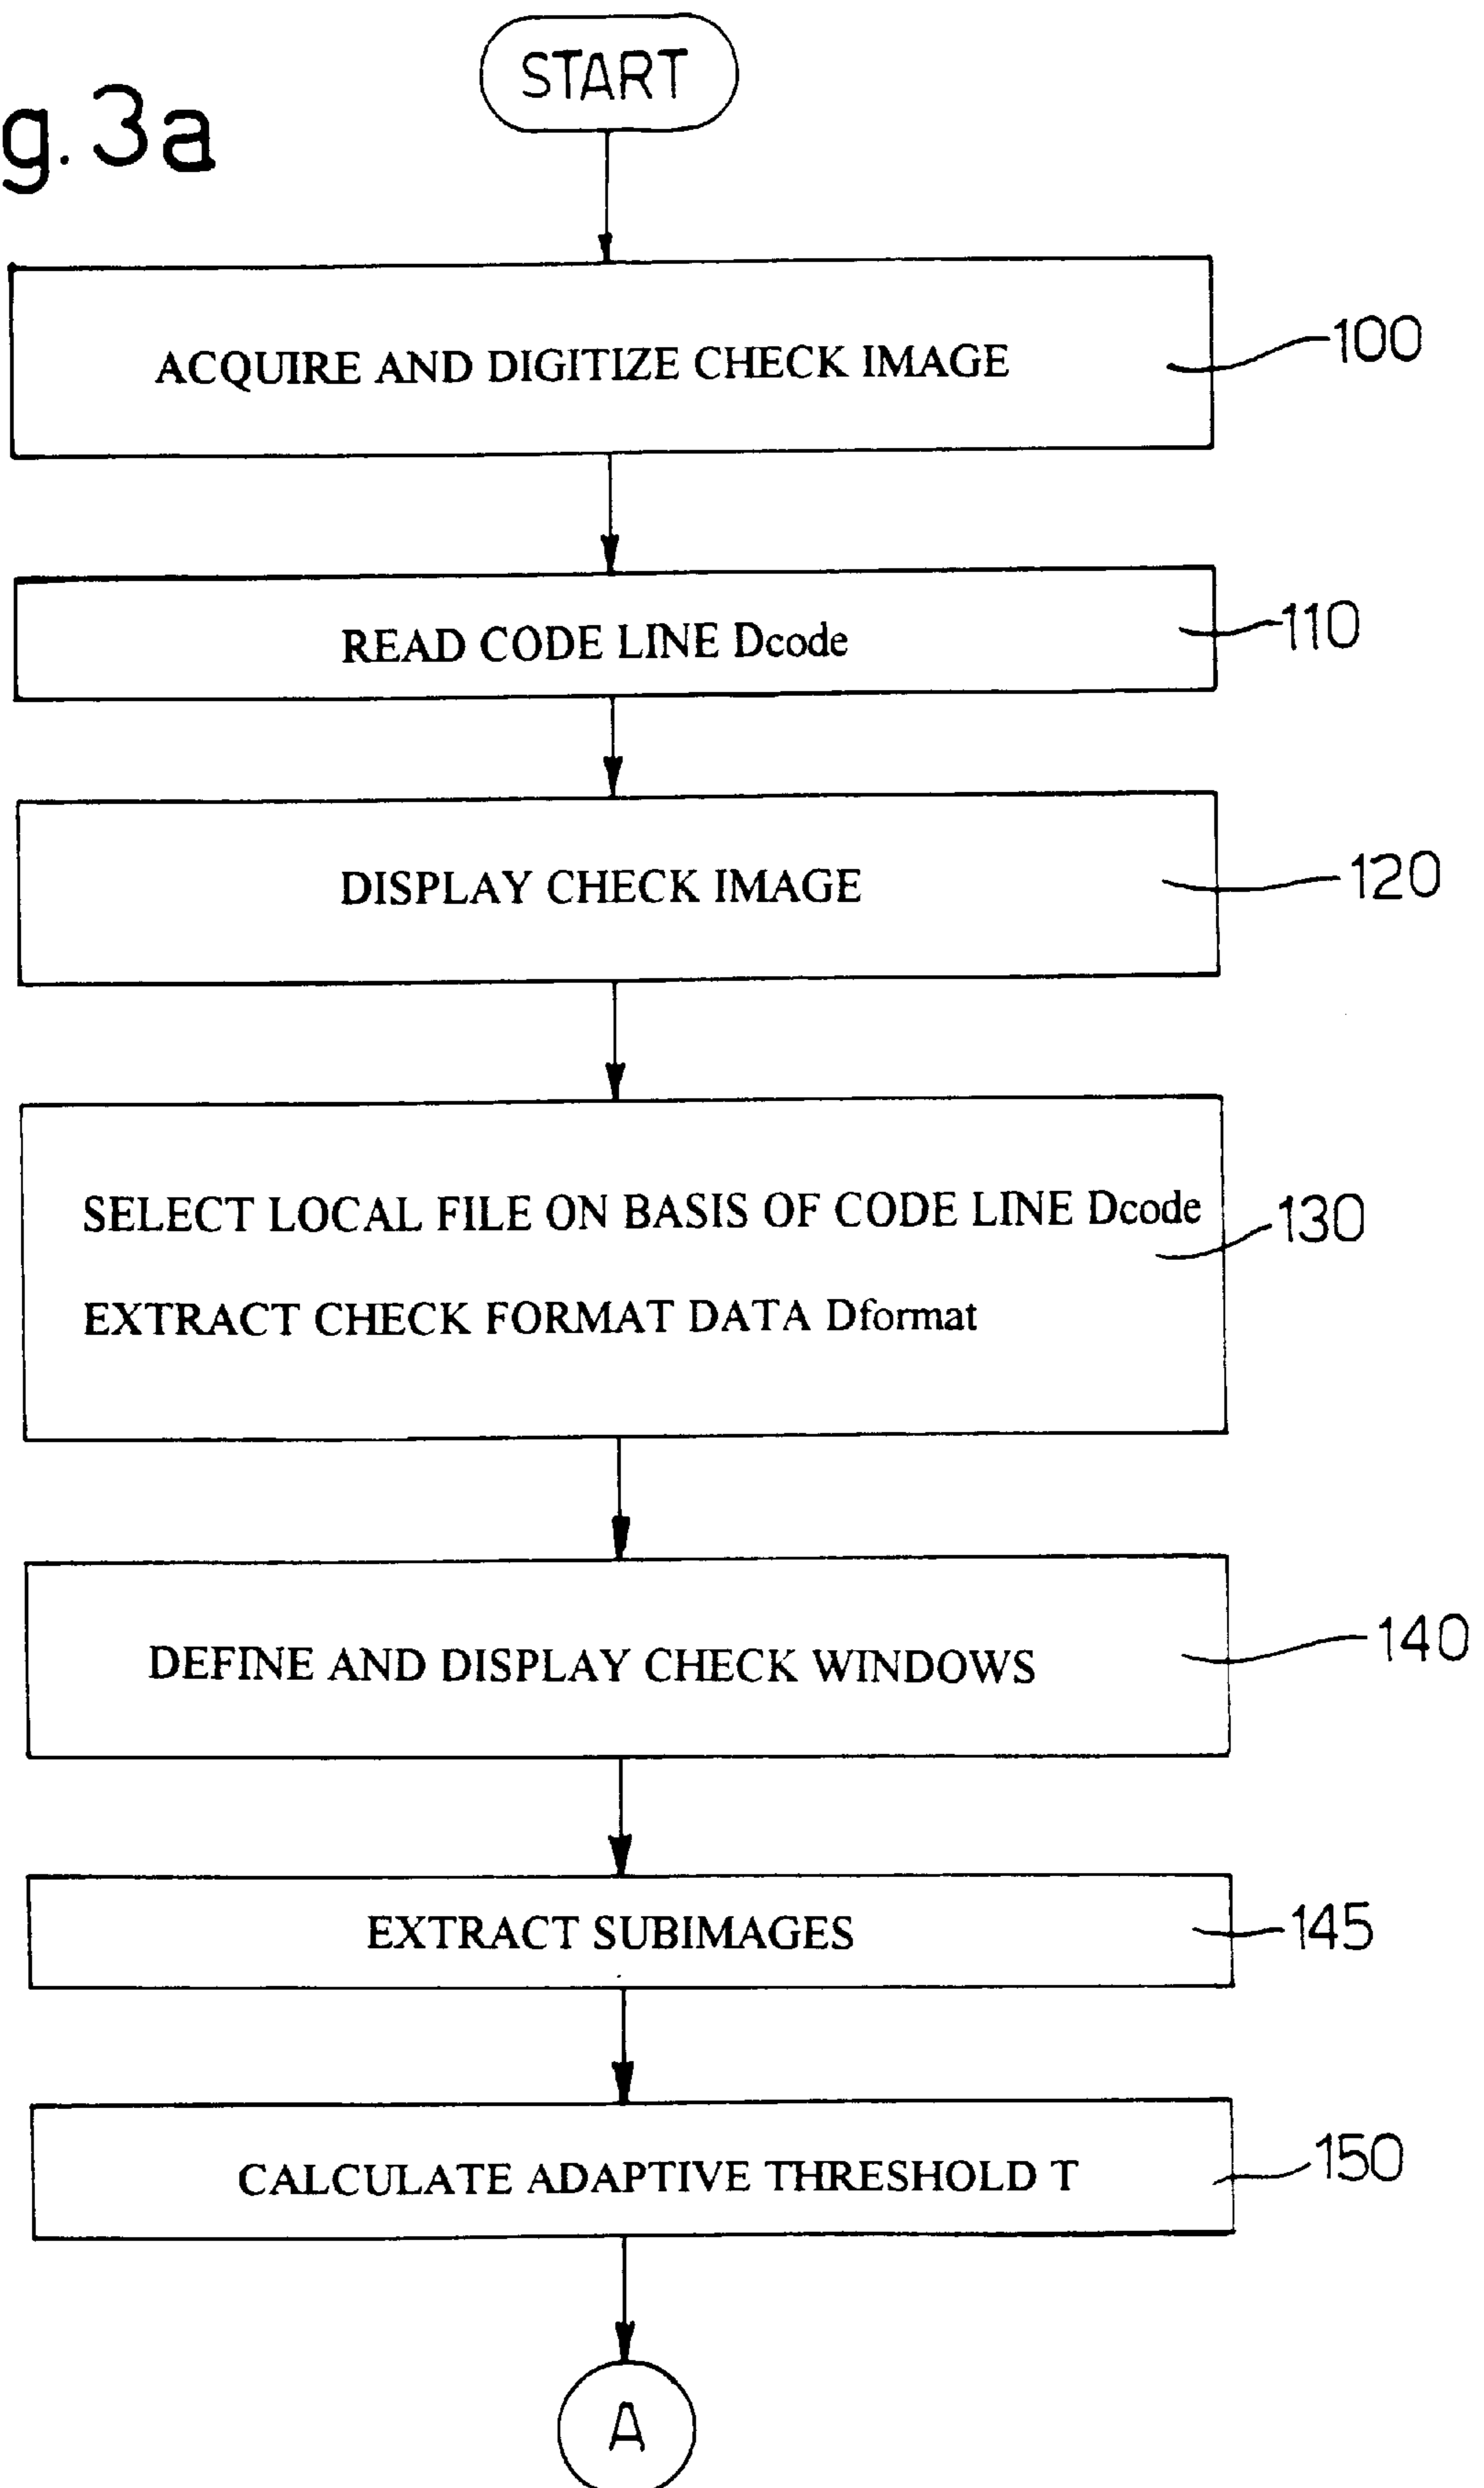 g. 3a
START
ACQUIRE AND DIGITIZE CHECK IMAGE
100
READ CODE LINE Dcode
110
DISPLAY CHECK IMAGE
120
SELECT LOCAL FILE ON BASIS OF CODE LINE Dcode
130
EXTRACT CHECK FORMAT DATA Dformat
DEFINE AND DISPLAY CHECK WINDOWS
140
EXTRACT SUBIMAGES
145
CALCULATE ADAPTIVE THRESHOLD T
150
A